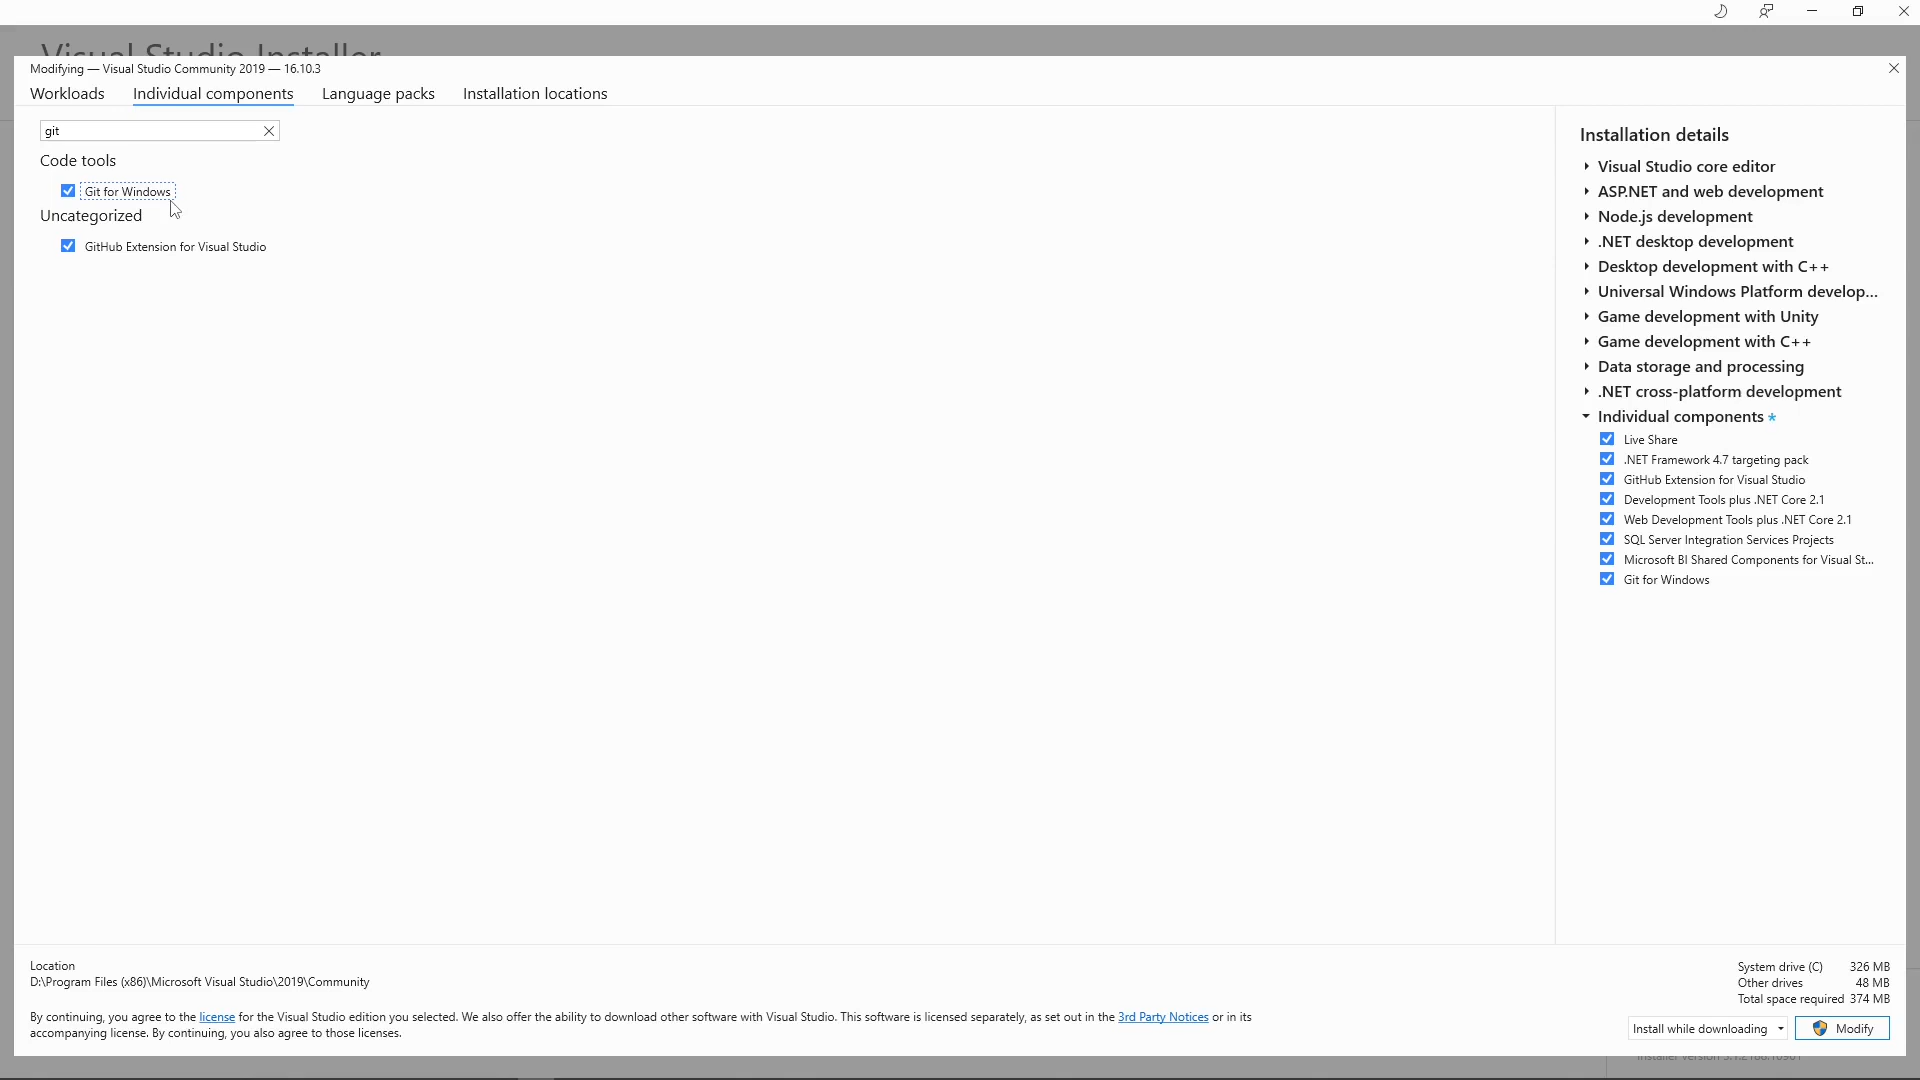 Visual Studio Installer
Modifying — Visual Studio Community 2019 — 16.10.3
Workloads
Individual components
Language packs
Installation locations
git
Code tools
Git for Windows
Uncategorized
GitHub Extension for Visual Studio
Installation details
Visual Studio core editor
ASP.NET and web development
Node.js development
.NET desktop development
Desktop development with C++
Universal Windows Platform develop...
Game development with Unity
Game development with C++
Data storage and processing
.NET cross-platform development
Individual components *
Live Share
.NET Framework 4.7 targeting pack
GitHub Extension for Visual Studio
Development Tools plus .NET Core 2.1
Web Development Tools plus .NET Core 2.1
SQL Server Integration Services Projects
Microsoft BI Shared Components for Visual St...
Git for Windows
Location
D:\Program Files (x86)\Microsoft Visual Studio\2019\Community
By continuing, you agree to the license for the Visual Studio edition you selected. We also offer the ability to download other software with Visual Studio. This software is licensed separately, as set out in the 3rd Party Notices or in its
accompanying license. By continuing, you also agree to those licenses.
System drive (C) 326 MB
Other drives 48 MB
Total space required 374 MB
Install while downloading
Modify